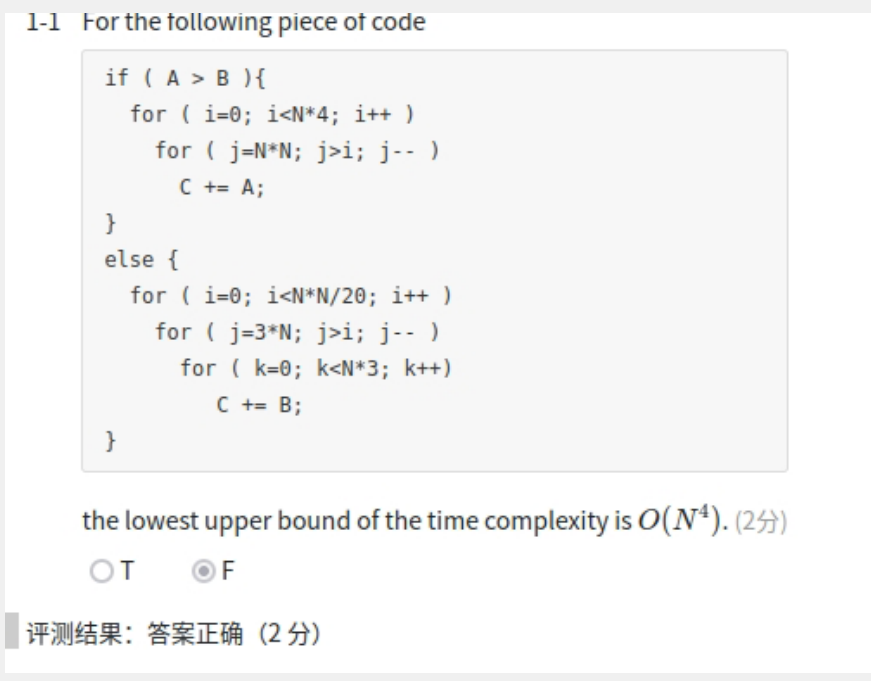 1-1 For the following piece of code
if ( A > B ){
for ( i=0; i<N*4; i++ )
for ( j=N*N; j>i; j-- )
C += A;
}
else {
for ( i=0; i<N*N/20; i++ )
for ( j=3*N; j>i; j-- )
for ( k=0; k<N*3; k++)
C += B;
}
the lowest upper bound of the time complexity is O(N⁴). (2分)
T F
评测结果：答案正确（2 分）